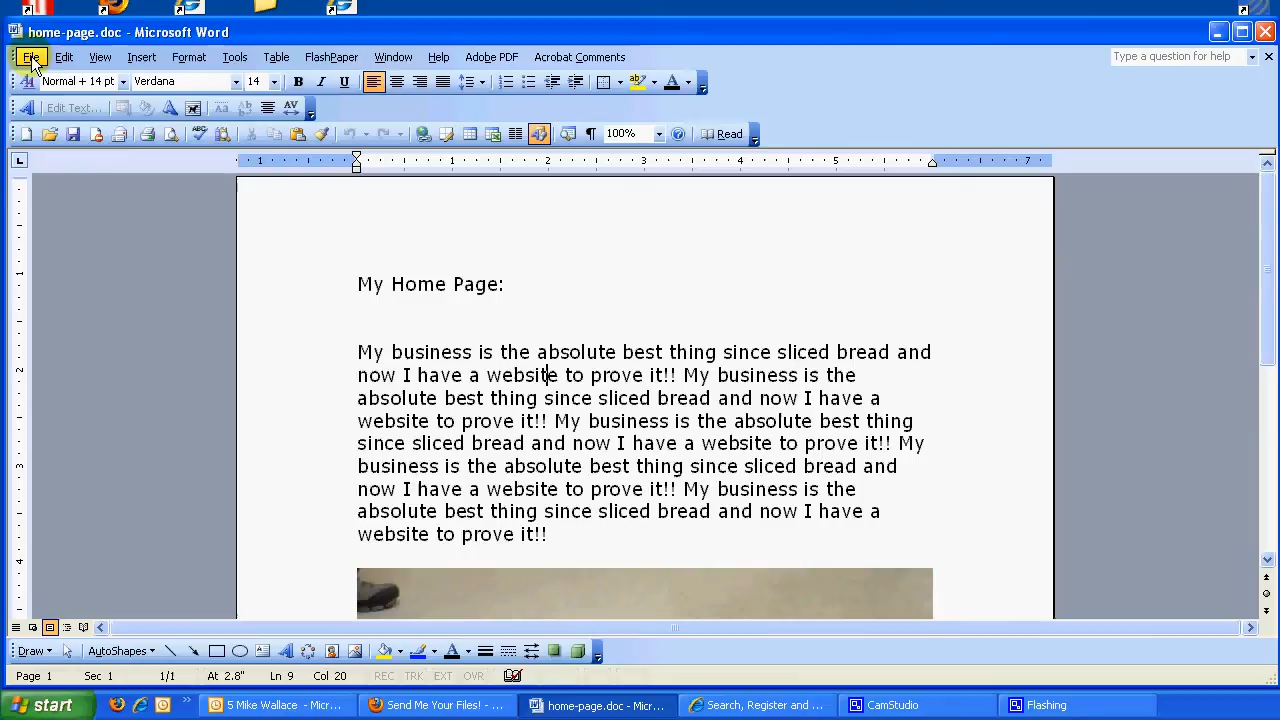 home-page.doc - Microsoft Word
File Edit View Insert Format Tools Table FlashPaper Window Help Adobe PDF Acrobat Comments Type a question for help
Normal + 14 pt Verdana 14 B I U
Edit Text...
100% Read
1 1 2 3 4 5 7
My Home Page:
My business is the absolute best thing since sliced bread and
now I have a website to prove it!! My business is the
absolute best thing since sliced bread and now I have a
website to prove it!! My business is the absolute best thing
since sliced bread and now I have a website to prove it!! My
business is the absolute best thing since sliced bread and
now I have a website to prove it!! My business is the
absolute best thing since sliced bread and now I have a
website to prove it!!
Draw AutoShapes
Page 1 Sec 1 1/1 At 2.8" Ln 9 Col 20 REC TRK EXT OVR
start 5 Mike Wallace - Micr... Send Me Your Files! - ... home-page.doc - Micr... Search, Register and ... CamStudio Flashing